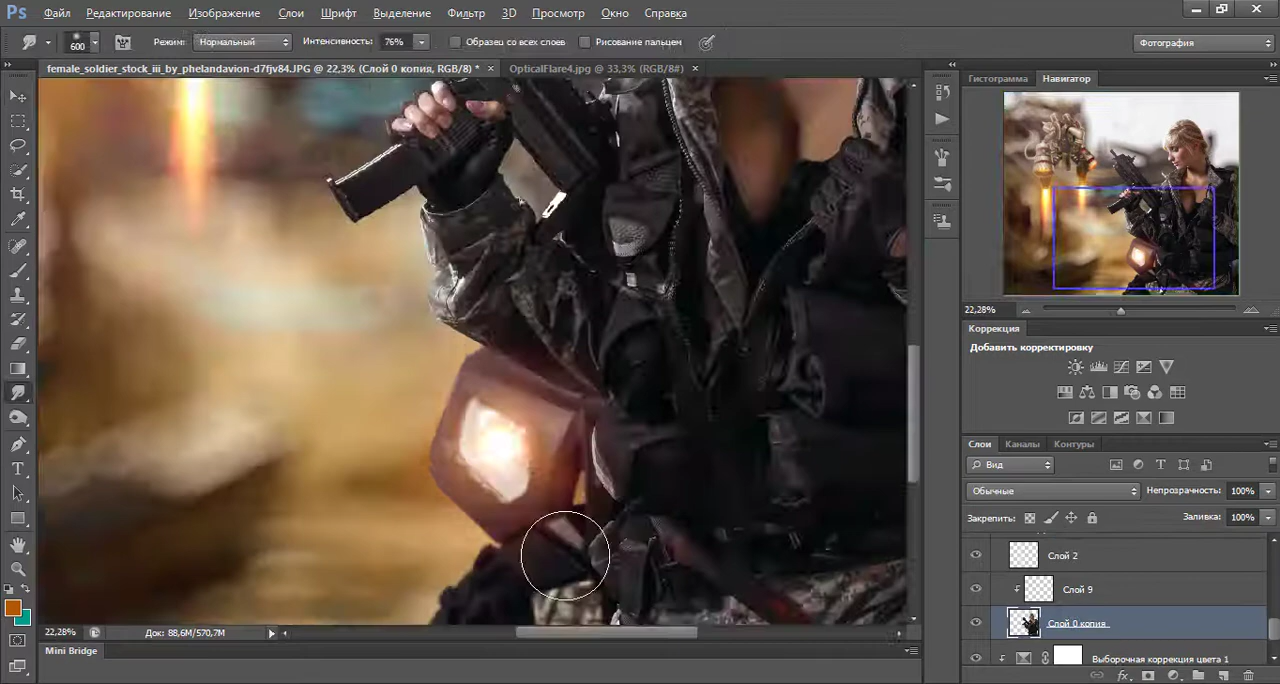 Ps Файл Редактирование Изображение Слои Шрифт Выделение Фильтр 3D Просмотр Окно Справка
600 Режим: Нормальный Интенсивность: 76% Образец со всех слоев Рисование пальцем Фотография
female_soldier_stock_iii_by_phelandavion-d7fjv84.JPG @ 22,3% (Слой 0 копия, RGB/8) * × OpticalFlare4.jpg @ 33,3% (RGB/8#) ×
Гистограмма Навигатор
22,28%
Коррекция
Добавить корректировку
Слои Каналы Контуры
Вид
Обычные Непрозрачность: 100%
Закрепить: Заливка: 100%
Слой 2
Слой 9
Слой 0 копия
Выборочная коррекция цвета 1
22,28% Док: 88,6M/570,7M
Mini Bridge
fx